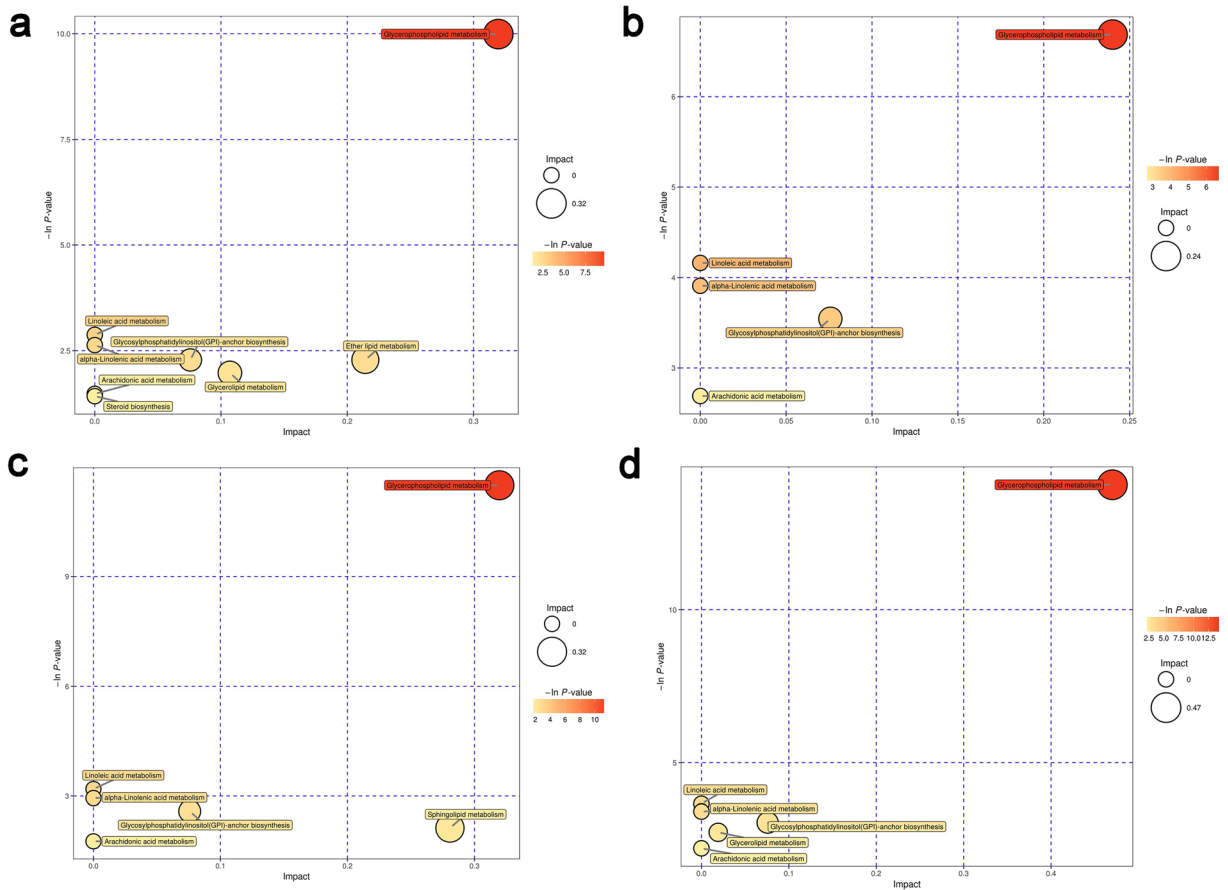 a
10.0
7.5
5.0
2.5
−ln P-value
Glycerophospholipid metabolism
Linoleic acid metabolism
Glycosylphosphatidylinositol(GPI)-anchor biosynthesis
Ether lipid metabolism
alpha-Linolenic acid metabolism
Arachidonic acid metabolism
Glycerolipid metabolism
Steroid biosynthesis
0.0
0.1
0.2
0.3
Impact
Impact
0
0.32
−ln P-value
2.5 5.0 7.5
b
6
5
4
3
−ln P-value
Glycerophospholipid metabolism
Linoleic acid metabolism
alpha-Linolenic acid metabolism
Glycosylphosphatidylinositol(GPI)-anchor biosynthesis
Arachidonic acid metabolism
0.00
0.05
0.10
0.15
0.20
0.25
Impact
−ln P-value
3 4 5 6
Impact
0
0.24
c
9
6
3
−ln P-value
Glycerophospholipid metabolism
Linoleic acid metabolism
alpha-Linolenic acid metabolism
Sphingolipid metabolism
Glycosylphosphatidylinositol(GPI)-anchor biosynthesis
Arachidonic acid metabolism
0.0
0.1
0.2
0.3
Impact
Impact
0
0.32
−ln P-value
2 4 6 8 10
d
10
5
−ln P-value
Glycerophospholipid metabolism
Linoleic acid metabolism
alpha-Linolenic acid metabolism
Glycosylphosphatidylinositol(GPI)-anchor biosynthesis
Glycerolipid metabolism
Arachidonic acid metabolism
0.0
0.1
0.2
0.3
0.4
Impact
−ln P-value
2.5 5.0 7.5 10.0 12.5
Impact
0
0.47